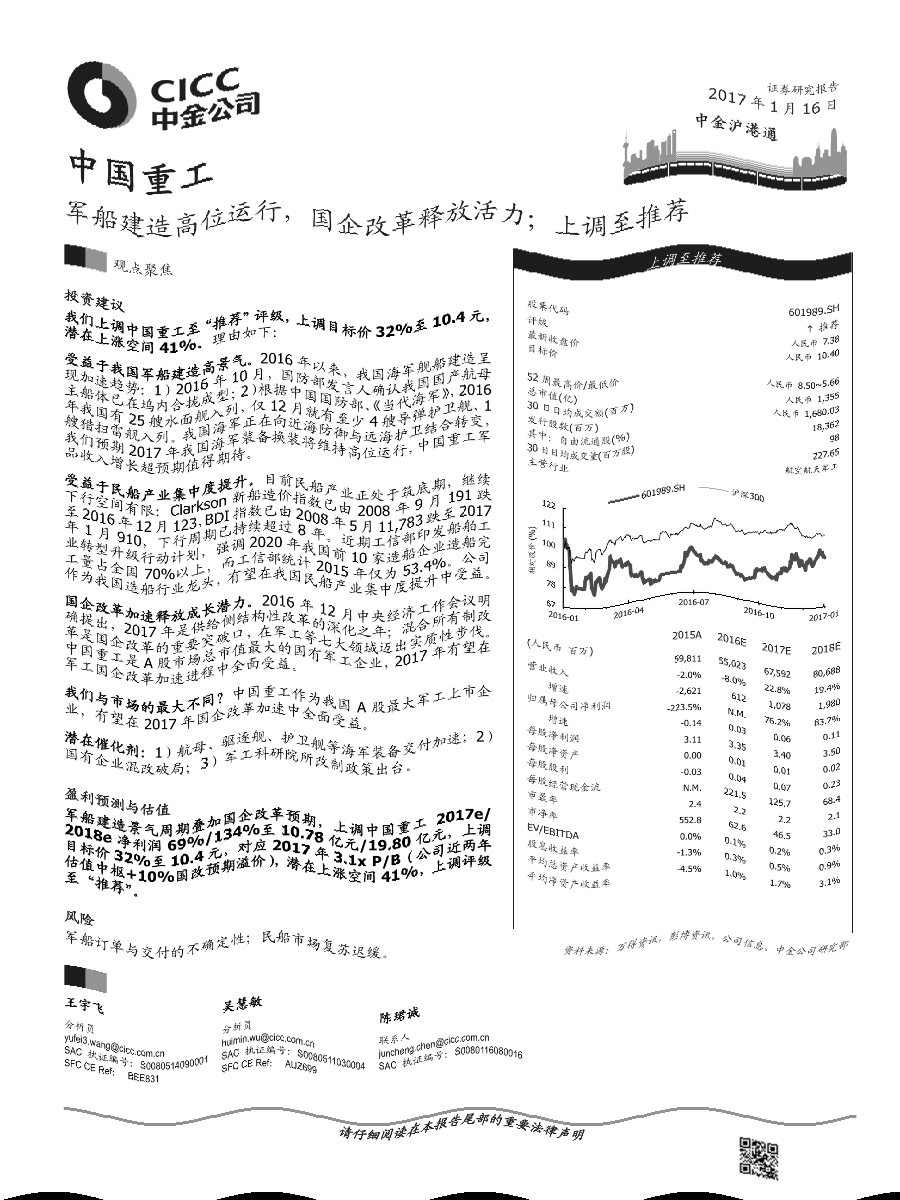 CICC
中金公司
证券研究报告
2017 年 1 月 16 日
中金沪港通
中国重工
军船建造高位运行，国企改革释放活力；上调至推荐
观点聚焦
投资建议
我们上调中国重工至“推荐”评级，上调目标价 32%至 10.4 元，
潜在上涨空间 41%．理由如下：
受益于我国军船建造高景气。2016 年以来，我国海军舰船建造呈
现加速趋势：1）2016 年 10 月，国防部发言人确认我国国产航母
主船体已在坞内合拢成型；2)根据中国国防部、《当代海军》，2016
年我国有 25 艘水面舰入列，仅 12 月就有至少 4 艘导弹护卫舰、1
艘猎扫雷舰入列。我国海军正在向近海防御与远海护卫结合转变，
我们预期 2017 年我国海军装备换装将维持高位运行，中国重工军
品收入增长超预期值得期待。
受益于民船产业集中度提升。目前民船产业正处于筑底期，继续
下行空间有限：Clarkson 新船造价指数已由 2008 年 9 月 191 跌
至 2016 年 12 月 123，BDI 指数已由 2008 年 5 月 11,783 跌至 2017
年 1 月 910，下行周期已持续超过 8 年。近期工信部印发船舶工
业转型升级行动计划，强调 2020 年我国前 10 家造船企业造船完
工量占全国 70%以上，而工信部统计 2015 年仅为 53.4%。公司
作为我国造船行业龙头，有望在我国民船产业集中度提升中受益。
国企改革加速释放成长潜力。2016 年 12 月中央经济工作会议明
确提出，2017 年是供给侧结构性改革的深化之年；混合所有制改
革是国企改革的重要突破口，在军工等七大领域迈出实质性步伐。
中国重工是 A 股市场总市值最大的国有军工企业，2017 年有望在
军工国企改革加速进程中全面受益。
我们与市场的最大不同？中国重工作为我国 A 股最大军工上市企
业，有望在 2017 年国企改革加速中全面受益。
潜在催化剂：1）航母、驱逐舰、护卫舰等海军装备交付加速；2）
国有企业混改破局；3）军工科研院所改制政策出台。
盈利预测与估值
军船建造景气周期叠加国企改革预期，上调中国重工 2017e/
2018e 净利润 69%/134%至 10.78 亿元/19.80 亿元，上调
目标价 32%至 10.4 元，对应 2017 年 3.1x P/B（公司近两年
估值中枢+10%国改预期溢价），潜在上涨空间 41%，上调评级
至“推荐”。
风险
军船订单与交付的不确定性；民船市场复苏迟缓。
上调至推荐
股票代码 601989.SH
评级 ↑ 推荐
最新收盘价 人民币 7.38
目标价 人民币 10.40
52 周最高价/最低价 人民币 8.50~5.66
总市值(亿) 人民币 1,355
30 日日均成交额(百万) 人民币 1,680.03
发行股数(百万) 18,362
其中：自由流通股(%) 98
30 日日均成交量(百万股) 227.65
主营行业 航空航天军工
601989.SH 沪深300
相对股价 (%)
122
111
100
89
78
67
2016-01 2016-04 2016-07 2016-10 2017-01
(人民币 百万) 2015A 2016E 2017E 2018E
营业收入 59,811 55,023 67,592 80,688
增速 -2.0% -8.0% 22.8% 19.4%
归属母公司净利润 -2,621 612 1,078 1,980
增速 -223.5% N.M. 76.2% 83.7%
每股净利润 -0.14 0.03 0.06 0.11
每股净资产 3.11 3.35 3.40 3.50
每股股利 0.00 0.01 0.01 0.02
每股经营现金流 -0.03 0.04 0.07 0.23
市盈率 N.M. 221.5 125.7 68.4
市净率 2.4 2.2 2.2 2.1
EV/EBITDA 552.8 62.6 46.5 33.0
股息收益率 0.0% 0.1% 0.2% 0.3%
平均总资产收益率 -1.3% 0.3% 0.5% 0.9%
平均净资产收益率 -4.5% 1.0% 1.7% 3.1%
资料来源：万得资讯，彭博资讯，公司信息，中金公司研究部
王宇飞
分析员
yufei3.wang@cicc.com.cn
SAC 执证编号：S0080514090001
SFC CE Ref: BEE831
吴慧敏
分析员
huimin.wu@cicc.com.cn
SAC 执证编号：S0080511030004
SFC CE Ref: AUZ699
陈珺诚
联系人
juncheng.chen@cicc.com.cn
SAC 执证编号：S0080116080016
请仔细阅读在本报告尾部的重要法律声明